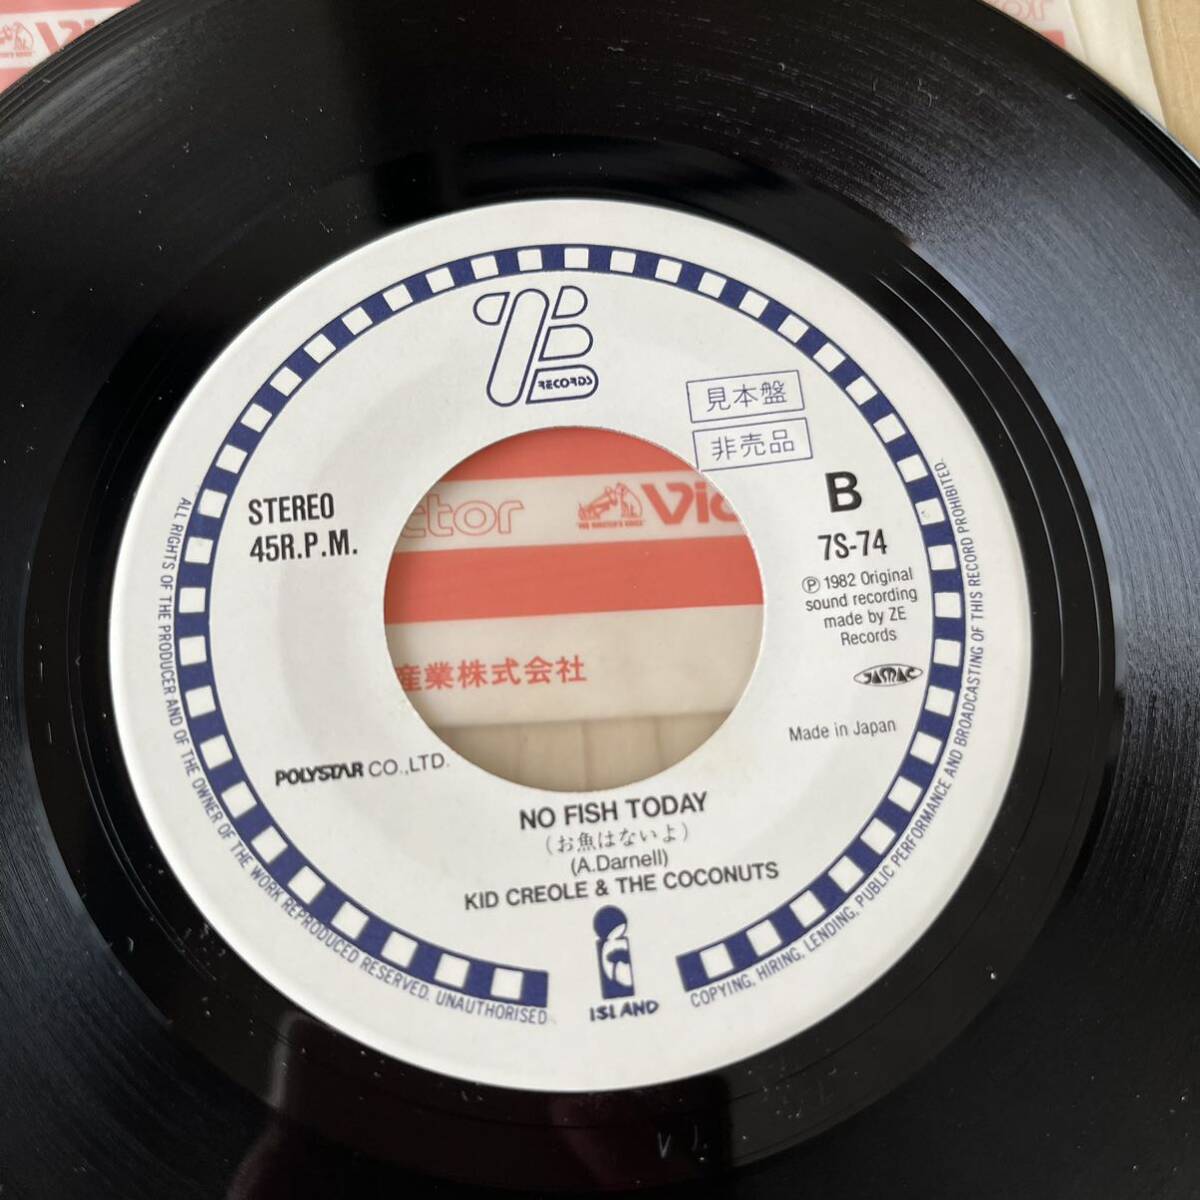 ZE
RECORDS
見本盤
非売品
STEREO
45R.P.M.
B
7S-74
Ⓟ 1982 Original
sound recording
made by ZE
Records
JASRAC
Made in Japan
POLYSTAR CO.,LTD.
NO FISH TODAY
(お魚はないよ)
(A.Darnell)
KID CREOLE & THE COCONUTS
ISLAND
ALL RIGHTS OF THE PRODUCER AND OF THE OWNER OF THE WORK REPRODUCED RESERVED. UNAUTHORISED
COPYING, HIRING, LENDING, PUBLIC PERFORMANCE AND BROADCASTING OF THIS RECORD PROHIBITED.
ctor
"HIS MASTER'S VOICE"
Vic
産業株式会社
V
tor